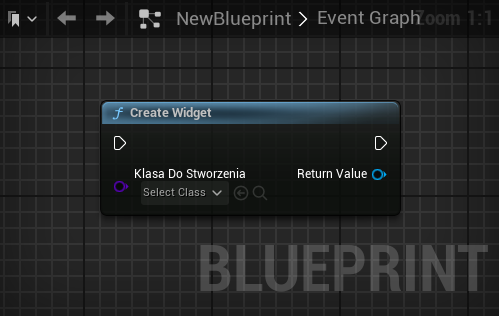 NewBlueprint > Event Graph Zoom 1:1
f Create Widget
Klasa Do Stworzenia Return Value
Select Class
BLUEPRINT